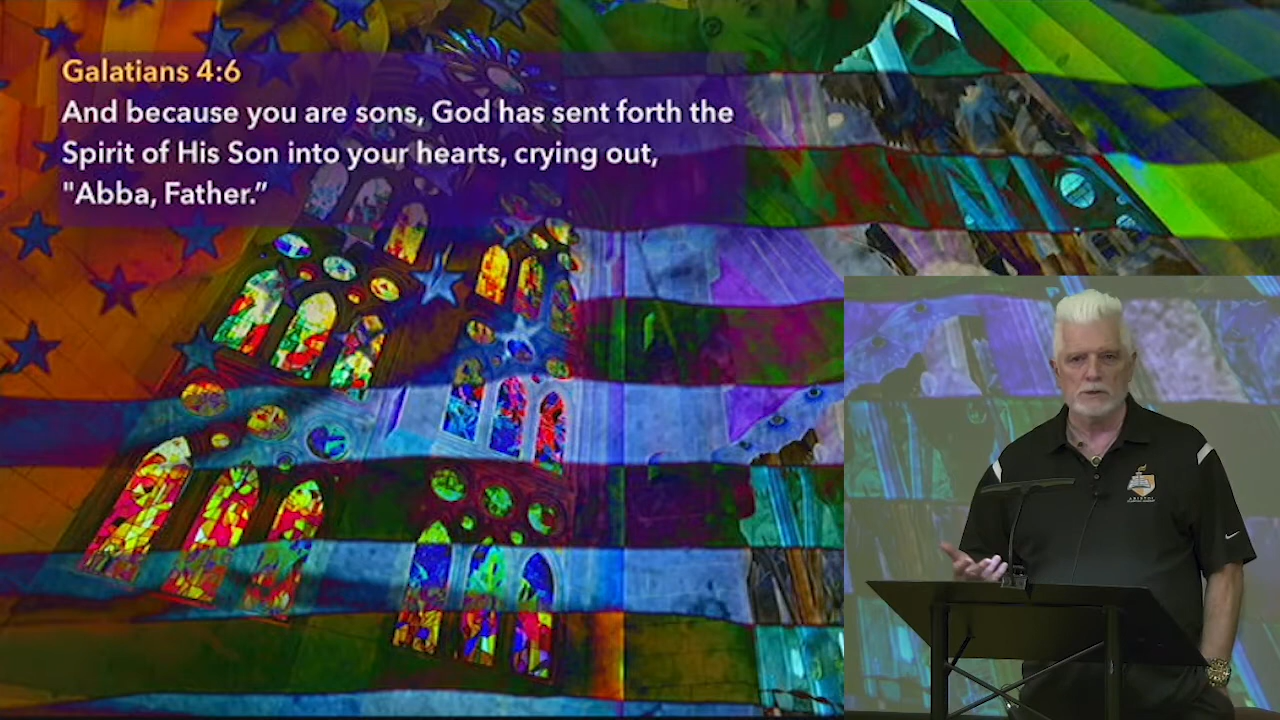 Galatians 4:6
And because you are sons, God has sent forth the
Spirit of His Son into your hearts, crying out,
"Abba, Father.”